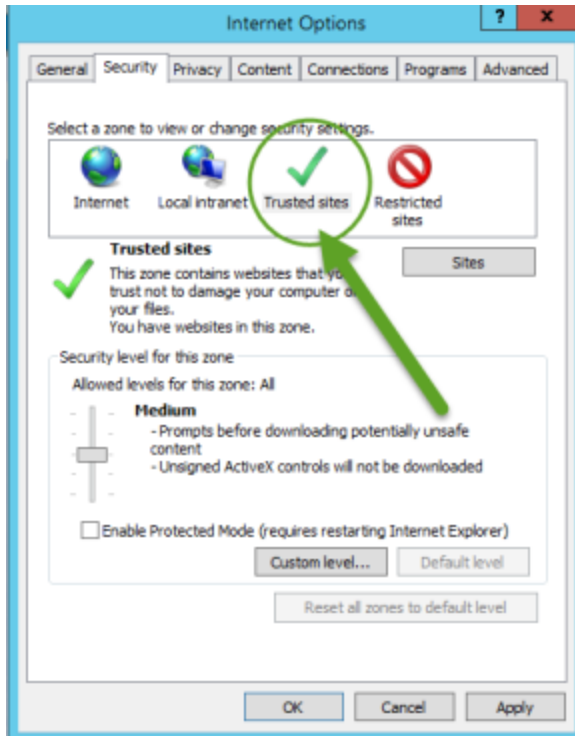 Internet Options
?
x
General Security Privacy Content Connections Programs Advanced
Select a zone to view or change security settings.
Internet
Local intranet
Trusted sites
Restricted
sites
Trusted sites
Sites
This zone contains websites that you
trust not to damage your computer or
your files.
You have websites in this zone.
Security level for this zone
Allowed levels for this zone: All
Medium
- Prompts before downloading potentially unsafe
content
- Unsigned ActiveX controls will not be downloaded
Enable Protected Mode (requires restarting Internet Explorer)
Custom level...
Default level
Reset all zones to default level
OK
Cancel
Apply